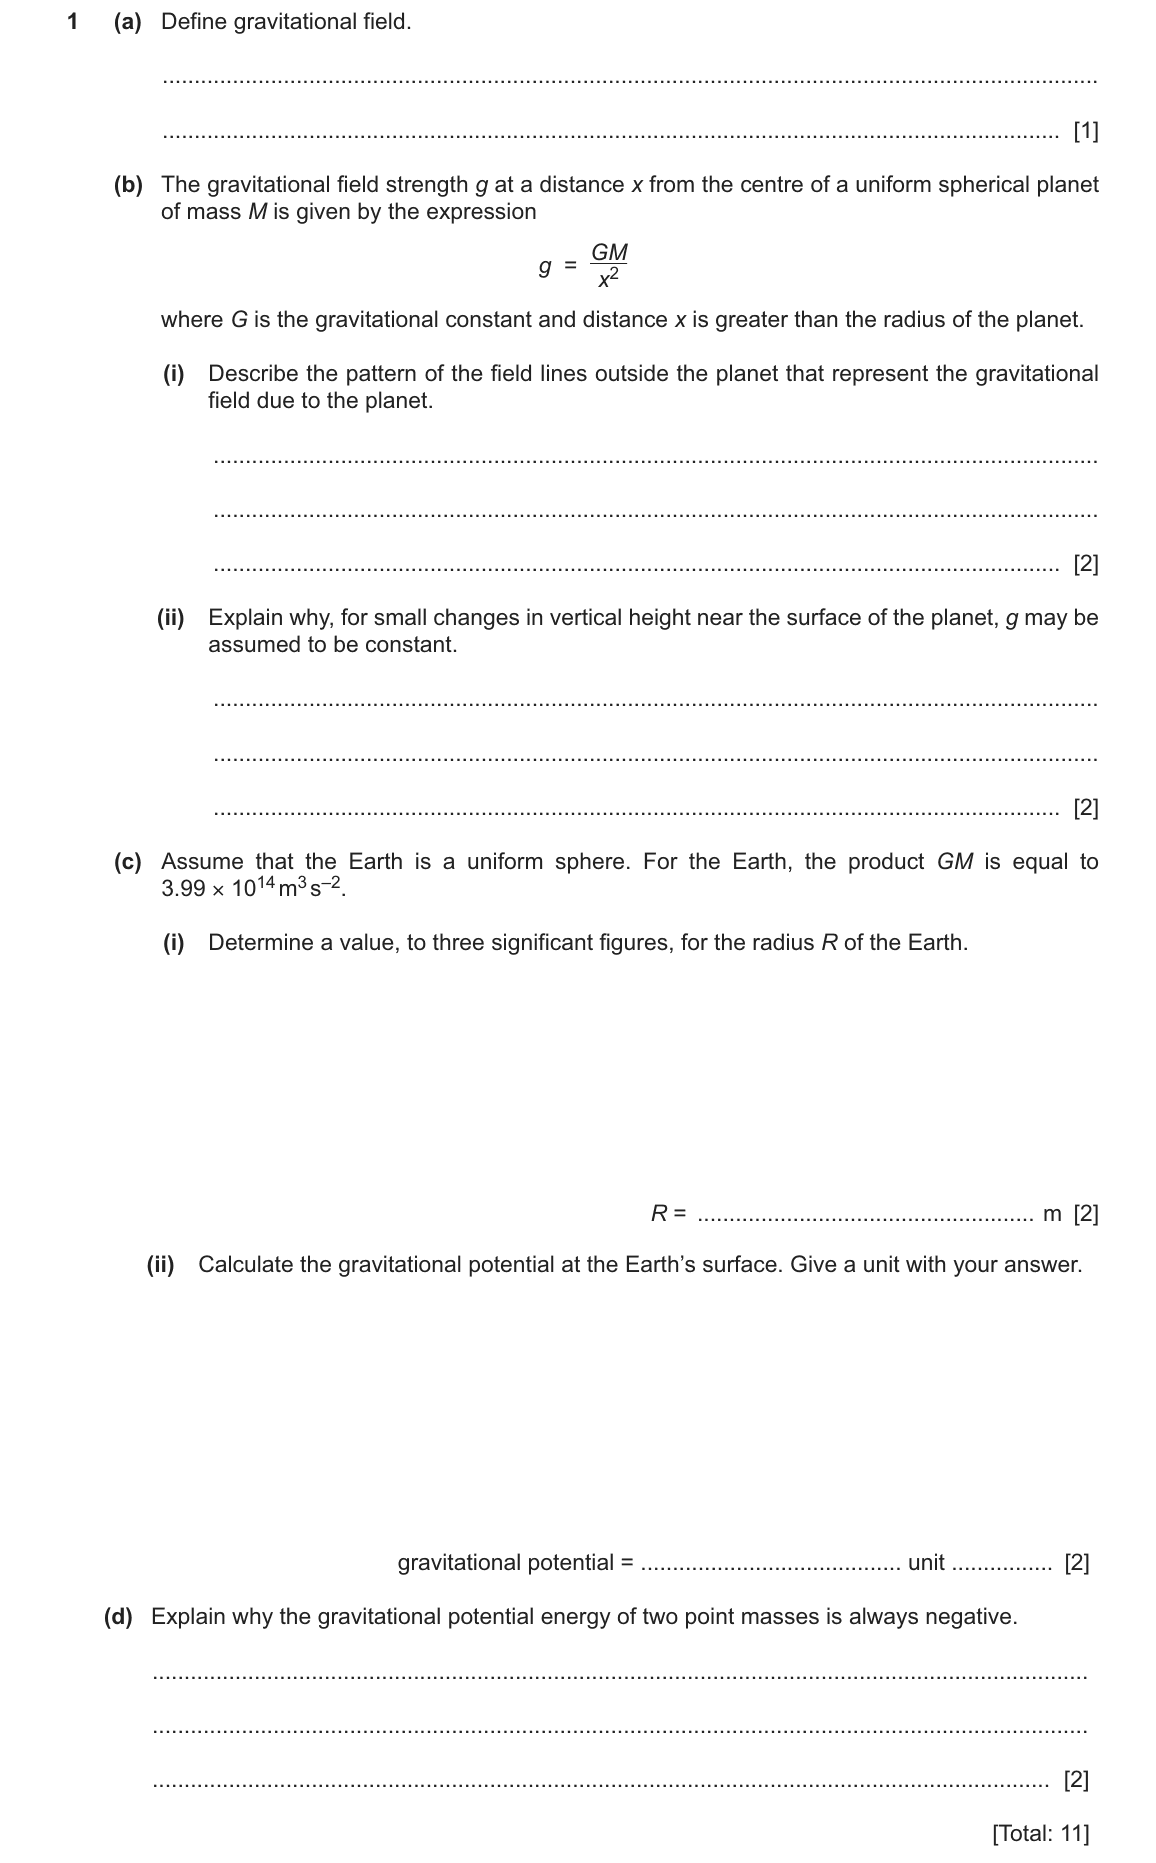 1 (a) Define gravitational field.
..........................................................................................................................................
.................................................................................................................................... [1]
(b) The gravitational field strength g at a distance x from the centre of a uniform spherical planet
of mass M is given by the expression
g = GM/x²
where G is the gravitational constant and distance x is greater than the radius of the planet.
(i) Describe the pattern of the field lines outside the planet that represent the gravitational
field due to the planet.
..................................................................................................................................
..................................................................................................................................
............................................................................................................................ [2]
(ii) Explain why, for small changes in vertical height near the surface of the planet, g may be
assumed to be constant.
..................................................................................................................................
..................................................................................................................................
............................................................................................................................ [2]
(c) Assume that the Earth is a uniform sphere. For the Earth, the product GM is equal to
3.99 × 10¹⁴ m³ s⁻².
(i) Determine a value, to three significant figures, for the radius R of the Earth.
R = ..................................................... m [2]
(ii) Calculate the gravitational potential at the Earth's surface. Give a unit with your answer.
gravitational potential = ......................................... unit ................ [2]
(d) Explain why the gravitational potential energy of two point masses is always negative.
..........................................................................................................................................
..........................................................................................................................................
.................................................................................................................................... [2]
[Total: 11]